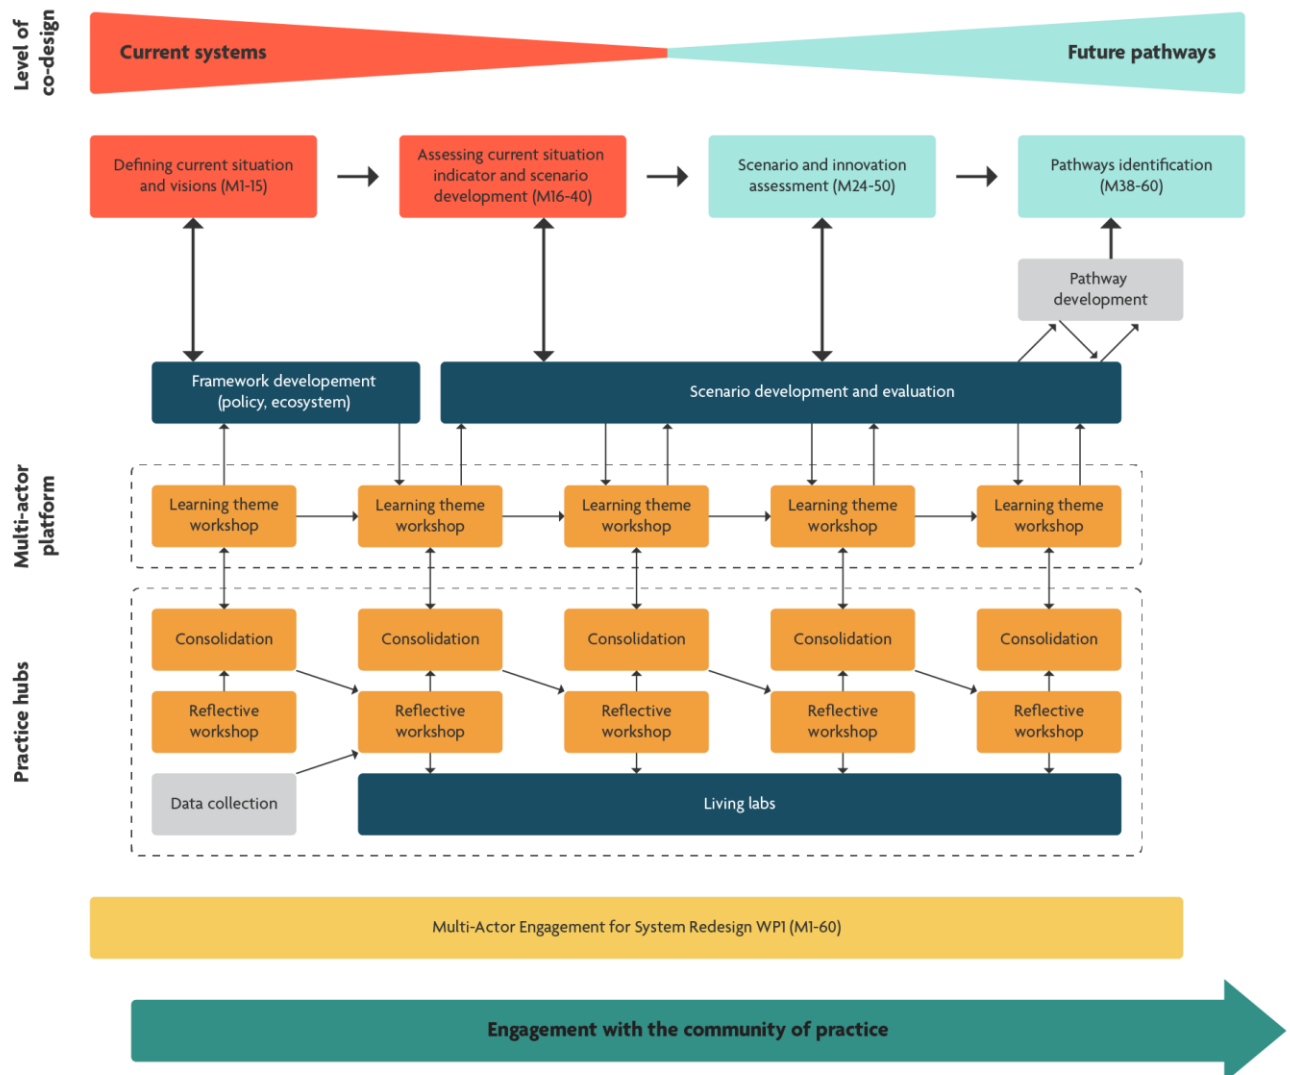 Level of
co-design
Current systems
Future pathways
Defining current situation
and visions (M1-15)
Assessing current situation
indicator and scenario
development (M16-40)
Scenario and innovation
assessment (M24-50)
Pathways identification
(M38-60)
Pathway
development
Framework developement
(policy, ecosystem)
Scenario development and evaluation
Multi-actor
platform
Learning theme
workshop
Learning theme
workshop
Learning theme
workshop
Learning theme
workshop
Learning theme
workshop
Practice hubs
Consolidation
Consolidation
Consolidation
Consolidation
Consolidation
Reflective
workshop
Reflective
workshop
Reflective
workshop
Reflective
workshop
Reflective
workshop
Data collection
Living labs
Multi-Actor Engagement for System Redesign WP1 (M1-60)
Engagement with the community of practice